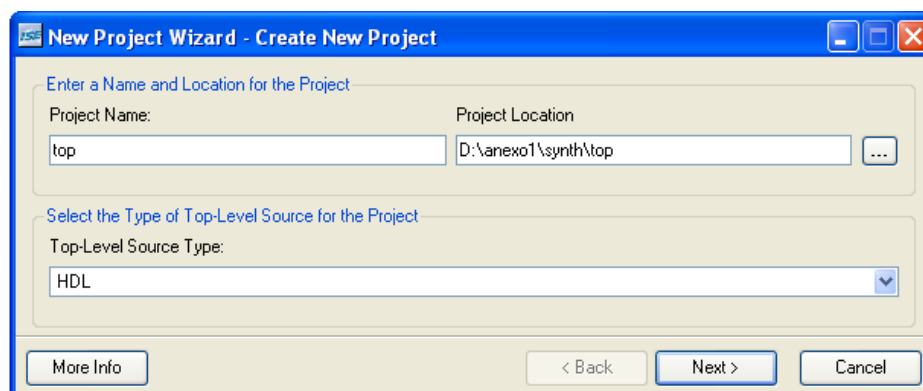 ISE New Project Wizard - Create New Project
Enter a Name and Location for the Project
Project Name: Project Location
top D:\anexo1\synth\top ...
Select the Type of Top-Level Source for the Project
Top-Level Source Type:
HDL
More Info < Back Next > Cancel